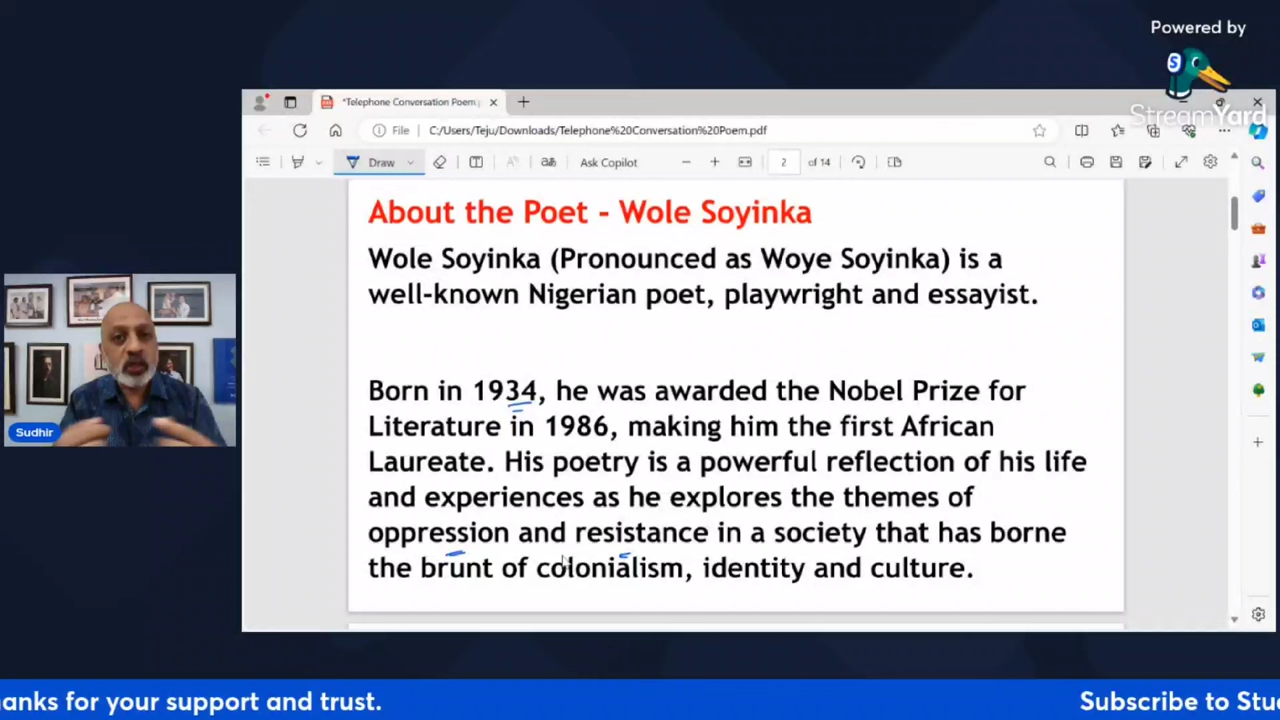 Powered by
StreamYard
*Telephone Conversation Poem.p
File C:/Users/Teju/Downloads/Telephone%20Conversation%20Poem.pdf
Draw Ask Copilot 2 of 14
About the Poet - Wole Soyinka
Wole Soyinka (Pronounced as Woye Soyinka) is a
well-known Nigerian poet, playwright and essayist.
Born in 1934, he was awarded the Nobel Prize for
Literature in 1986, making him the first African
Laureate. His poetry is a powerful reflection of his life
and experiences as he explores the themes of
oppression and resistance in a society that has borne
the brunt of colonialism, identity and culture.
Sudhir
hanks for your support and trust. Subscribe to Stu